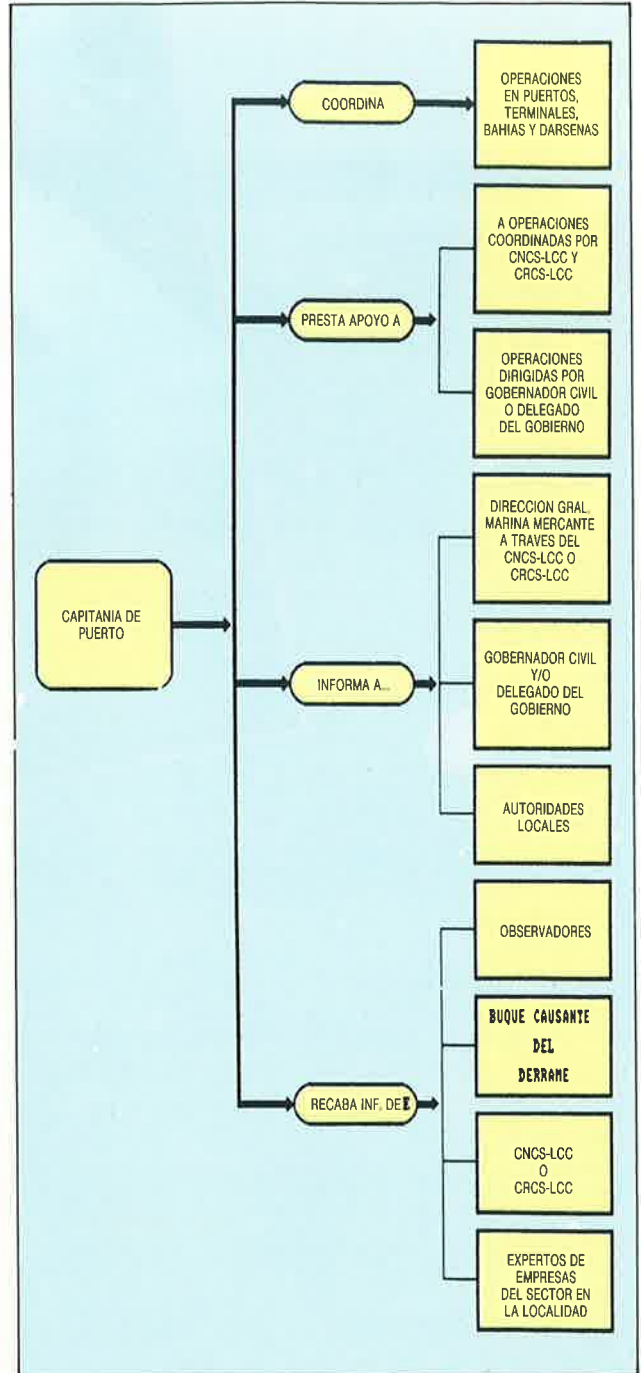 COORDINA
OPERACIONES
EN PUERTOS,
TERMINALES,
BAHIAS Y DARSENAS
PRESTA APOYO A
A OPERACIONES
COORDINADAS POR
CNCS-LCC Y
CRCS-LCC
OPERACIONES
DIRIGIDAS POR
GOBERNADOR CIVIL
O DELEGADO
DEL GOBIERNO
CAPITANIA DE
PUERTO
INFORMA A...
DIRECCION GRAL.
MARINA MERCANTE
A TRAVES DEL
CNCS-LCC O
CRCS-LCC
GOBERNADOR CIVIL
Y/O
DELEGADO DEL
GOBIERNO
AUTORIDADES
LOCALES
RECABA INF. DE
OBSERVADORES
BUQUE CAUSANTE
DEL
DERRAME
CNCS-LCC
O
CRCS-LCC
EXPERTOS DE
EMPRESAS
DEL SECTOR EN
LA LOCALIDAD